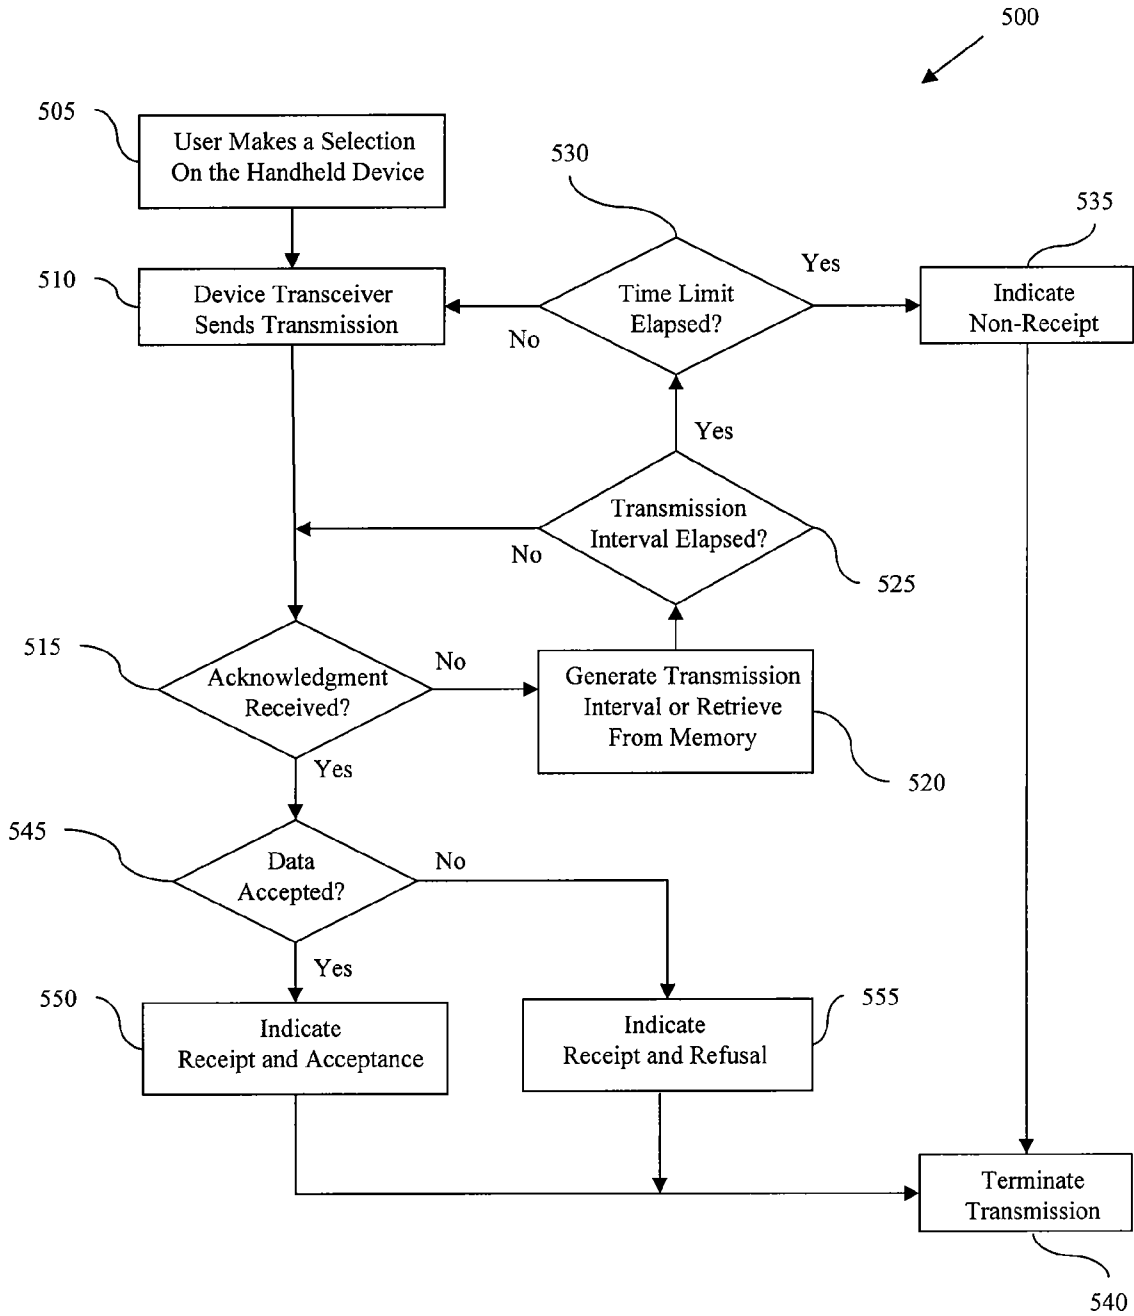 500
505
User Makes a Selection
On the Handheld Device
530
535
510
Device Transceiver
Sends Transmission
Time Limit
Elapsed?
Yes
No
Indicate
Non-Receipt
Yes
Transmission
Interval Elapsed?
No
525
515
Acknowledgment
Received?
No
Generate Transmission
Interval or Retrieve
From Memory
520
Yes
545
Data
Accepted?
No
Yes
550
Indicate
Receipt and Acceptance
555
Indicate
Receipt and Refusal
Terminate
Transmission
540